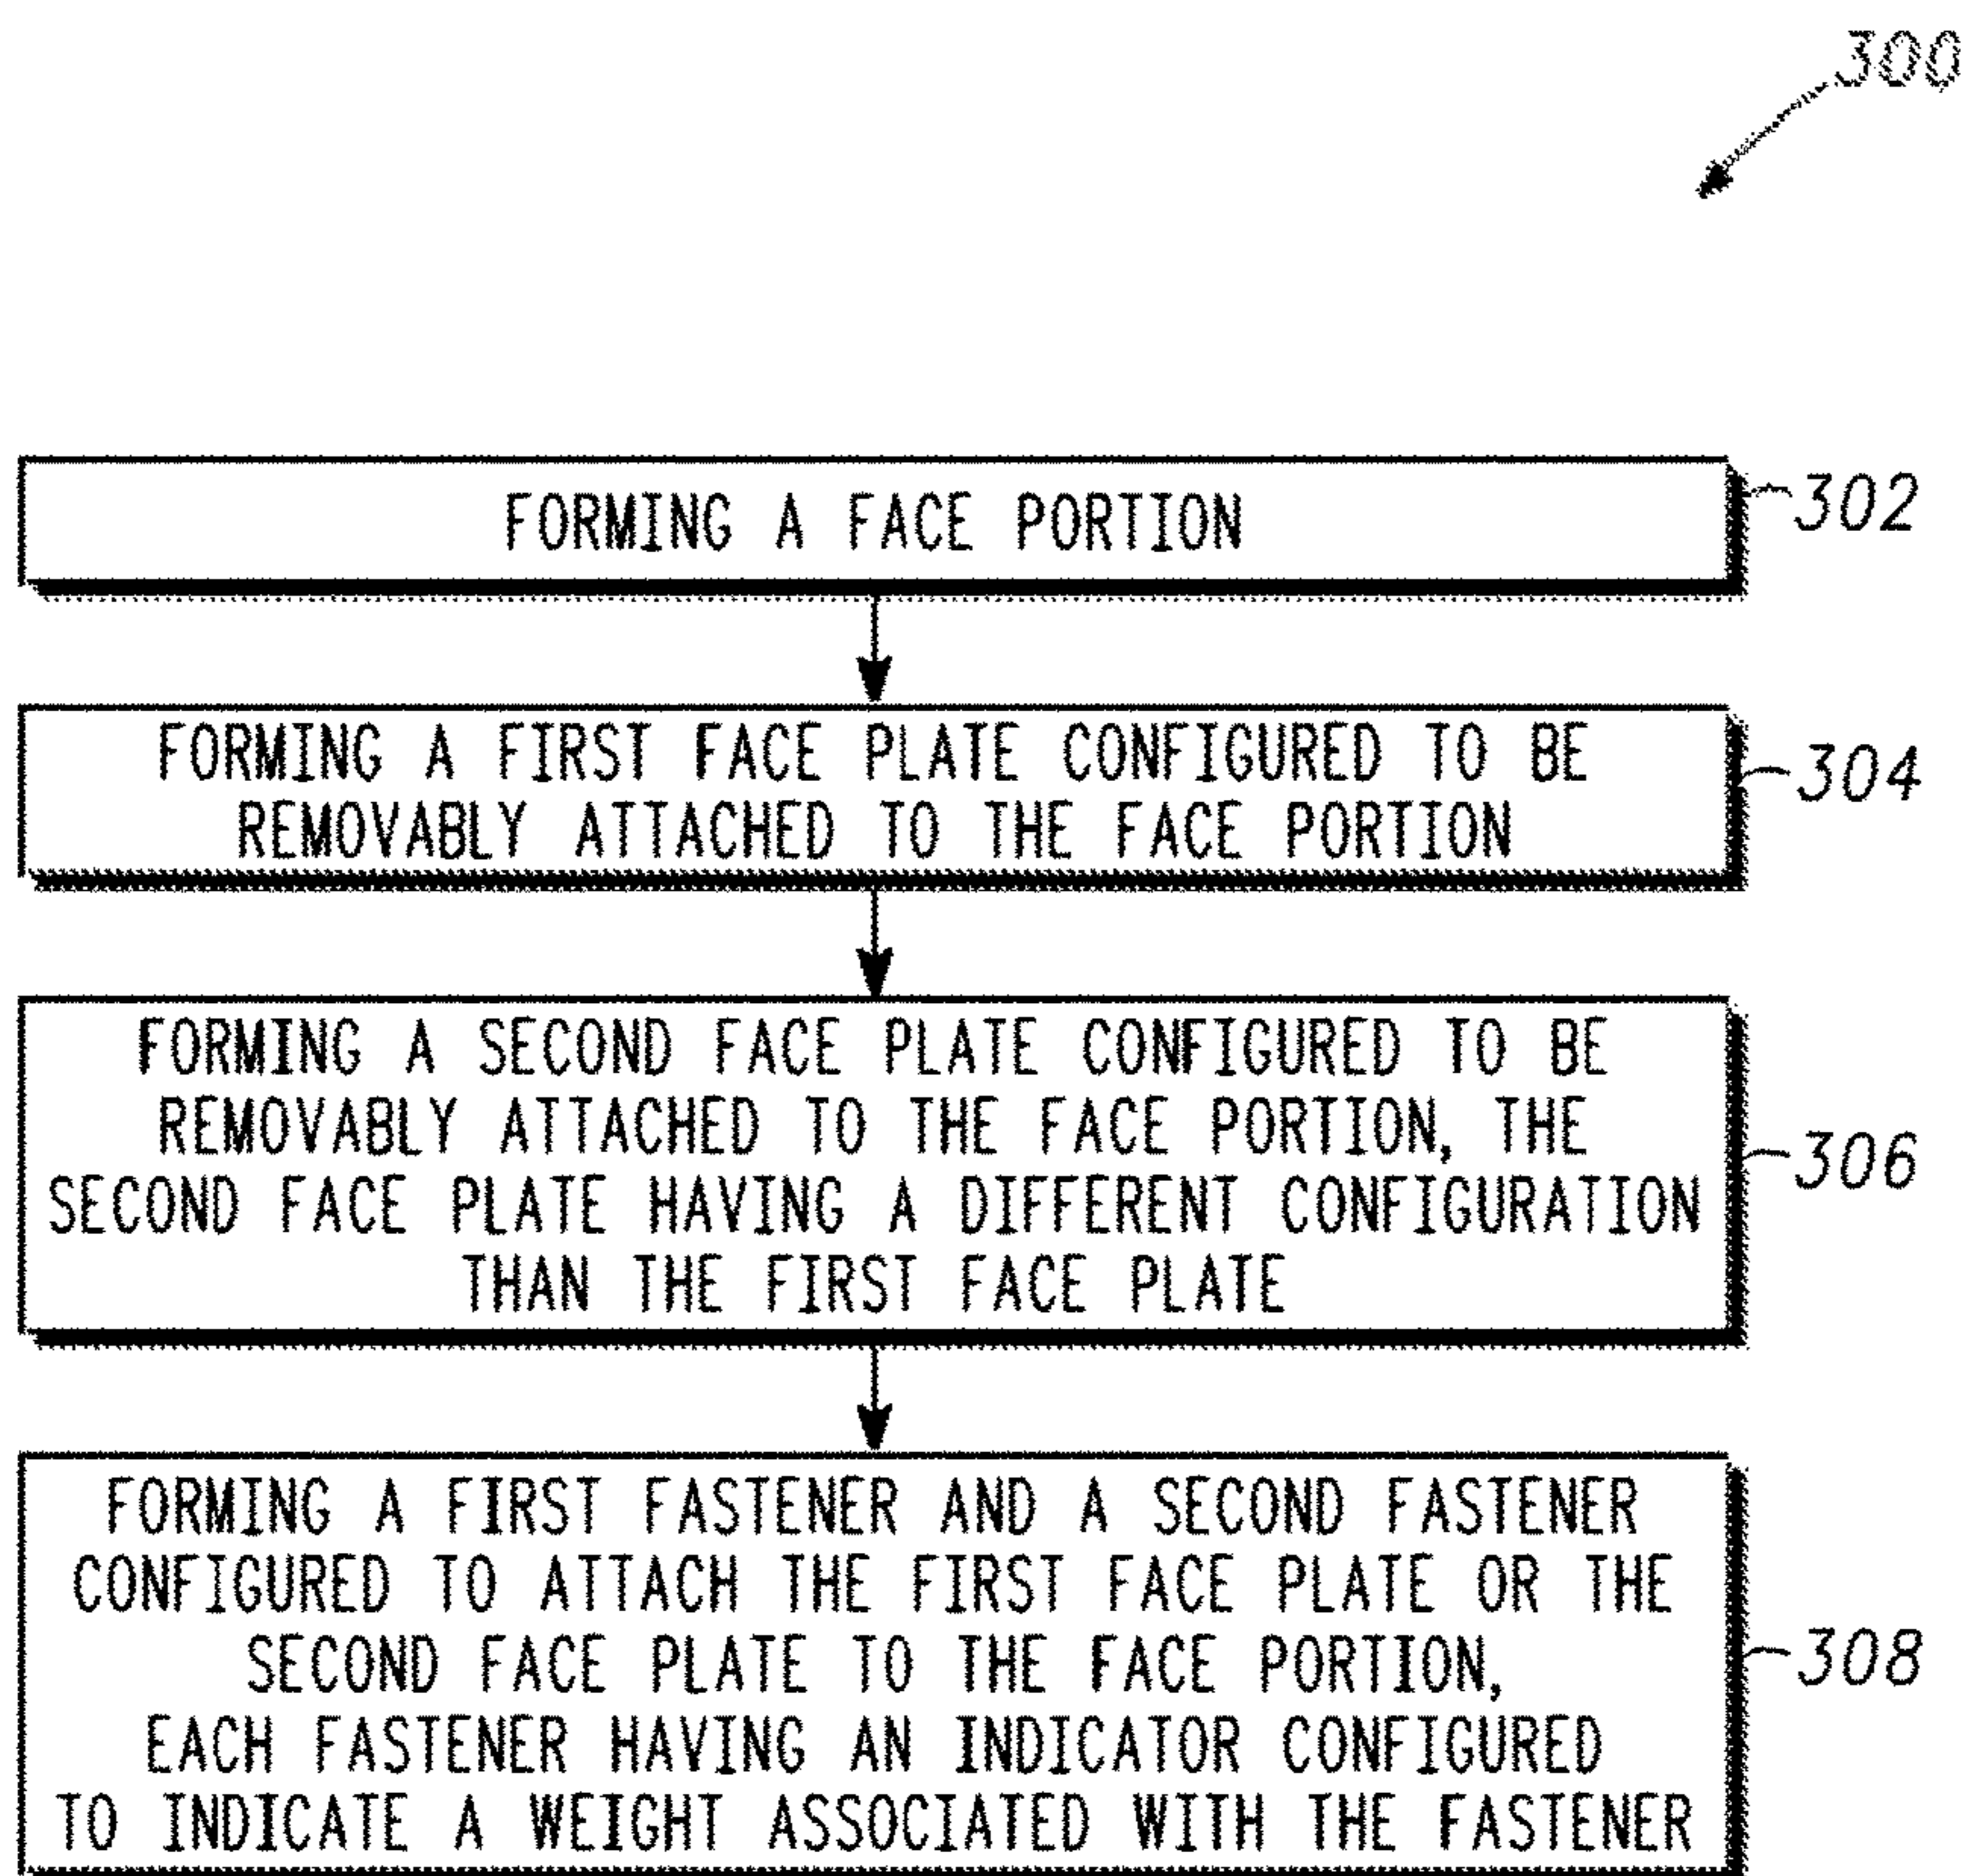 300
FORMING A FACE PORTION
302
FORMING A FIRST FACE PLATE CONFIGURED TO BE
REMOVABLY ATTACHED TO THE FACE PORTION
304
FORMING A SECOND FACE PLATE CONFIGURED TO BE
REMOVABLY ATTACHED TO THE FACE PORTION, THE
SECOND FACE PLATE HAVING A DIFFERENT CONFIGURATION
THAN THE FIRST FACE PLATE
306
FORMING A FIRST FASTENER AND A SECOND FASTENER
CONFIGURED TO ATTACH THE FIRST FACE PLATE OR THE
SECOND FACE PLATE TO THE FACE PORTION,
EACH FASTENER HAVING AN INDICATOR CONFIGURED
TO INDICATE A WEIGHT ASSOCIATED WITH THE FASTENER
308